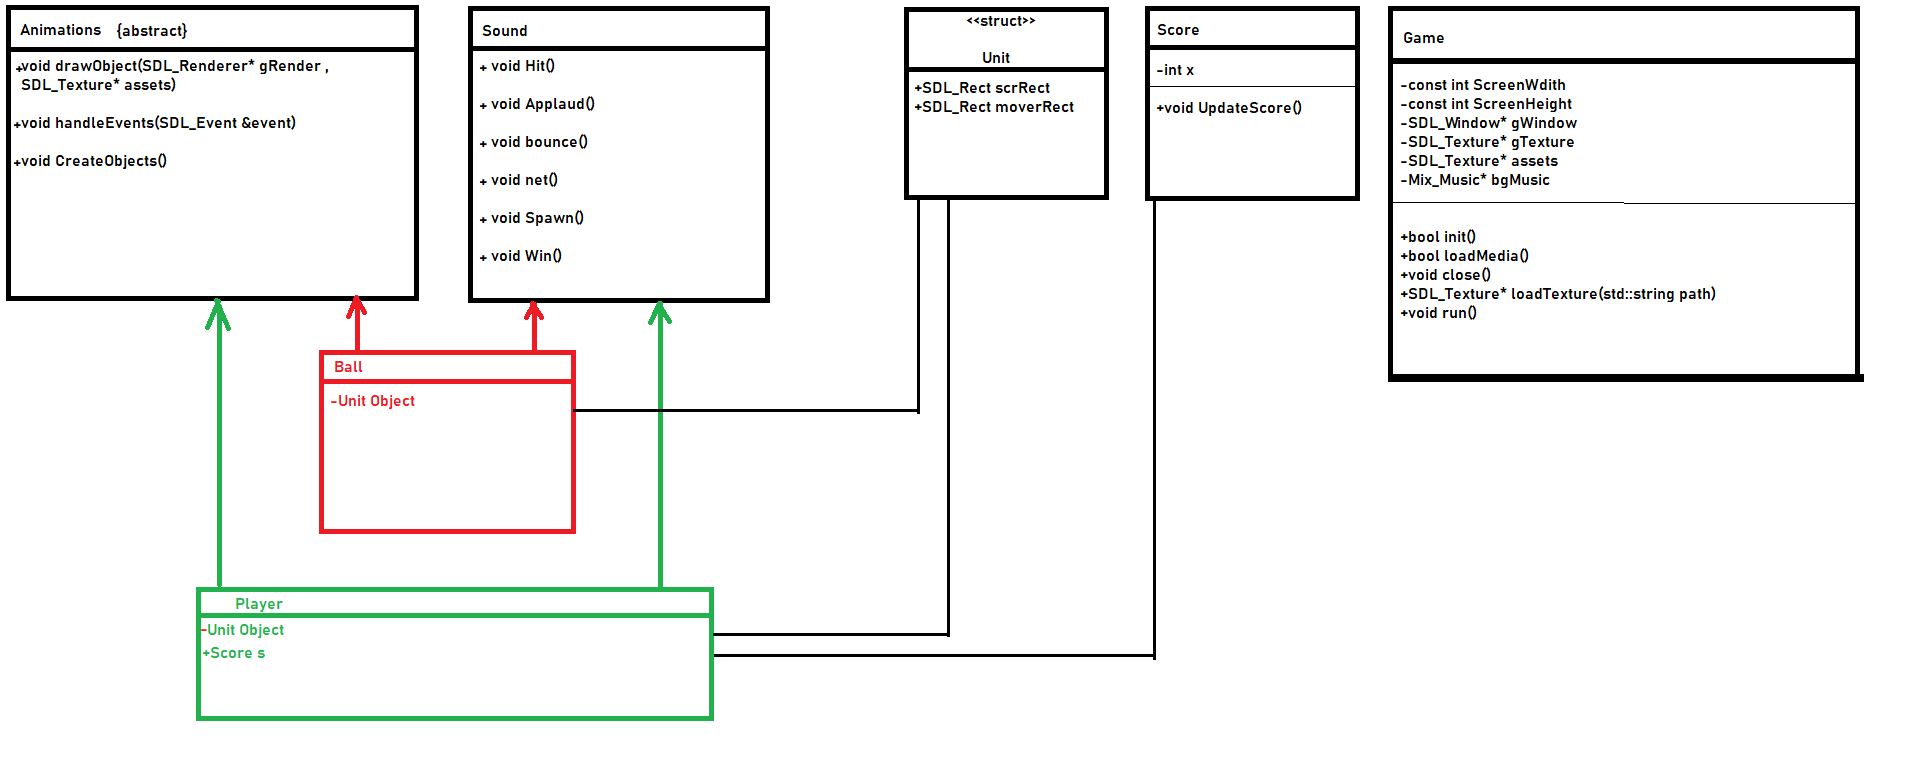 Animations {abstract}
+void drawObject(SDL_Renderer* gRender ,
SDL_Texture* assets)
+void handleEvents(SDL_Event &event)
+void CreateObjects()
Sound
+ void Hit()
+ void Applaud()
+ void bounce()
+ void net()
+ void Spawn()
+ void Win()
<<struct>>
Unit
+SDL_Rect scrRect
+SDL_Rect moverRect
Score
-int x
+void UpdateScore()
Game
-const int ScreenWdith
-const int ScreenHeight
-SDL_Window* gWindow
-SDL_Texture* gTexture
-SDL_Texture* assets
-Mix_Music* bgMusic
+bool init()
+bool loadMedia()
+void close()
+SDL_Texture* loadTexture(std::string path)
+void run()
Ball
-Unit Object
Player
-Unit Object
+Score s